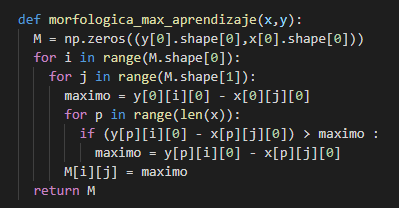 def morfologica_max_aprendizaje(x,y):
  M = np.zeros((y[0].shape[0],x[0].shape[0]))
  for i in range(M.shape[0]):
    for j in range(M.shape[1]):
      maximo = y[0][i][0] - x[0][j][0]
      for p in range(len(x)):
        if (y[p][i][0] - x[p][j][0]) > maximo :
          maximo = y[p][i][0] - x[p][j][0]
      M[i][j] = maximo
  return M